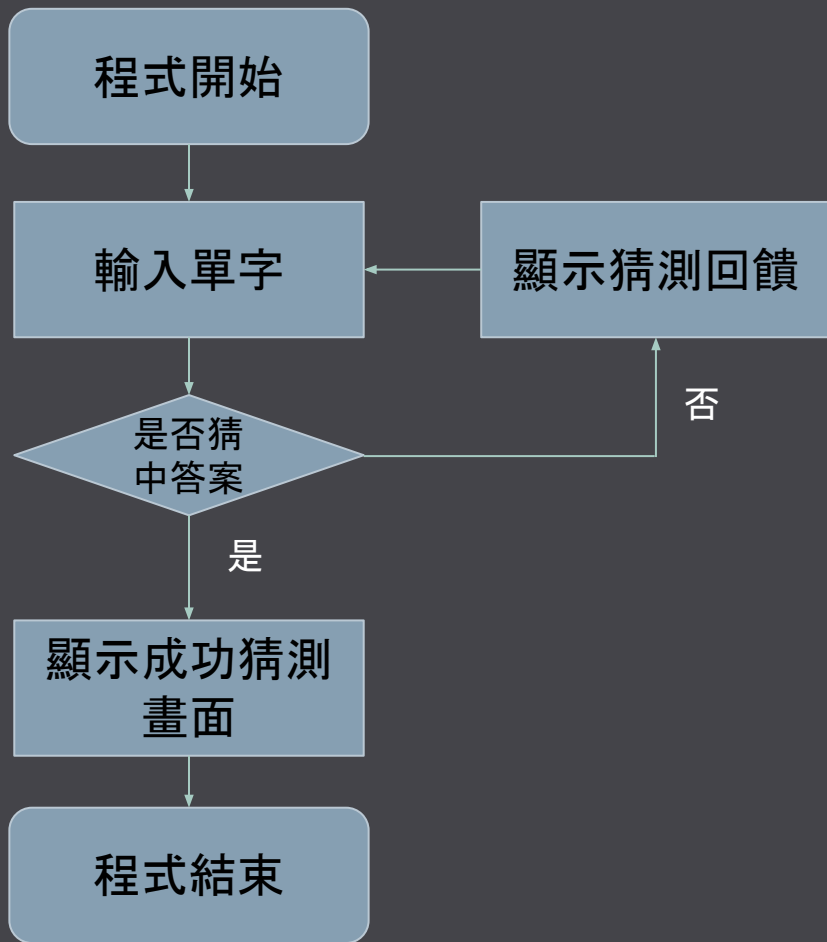 程式開始
輸入單字
顯示猜測回饋
是否猜
中答案
否
是
顯示成功猜測
畫面
程式結束